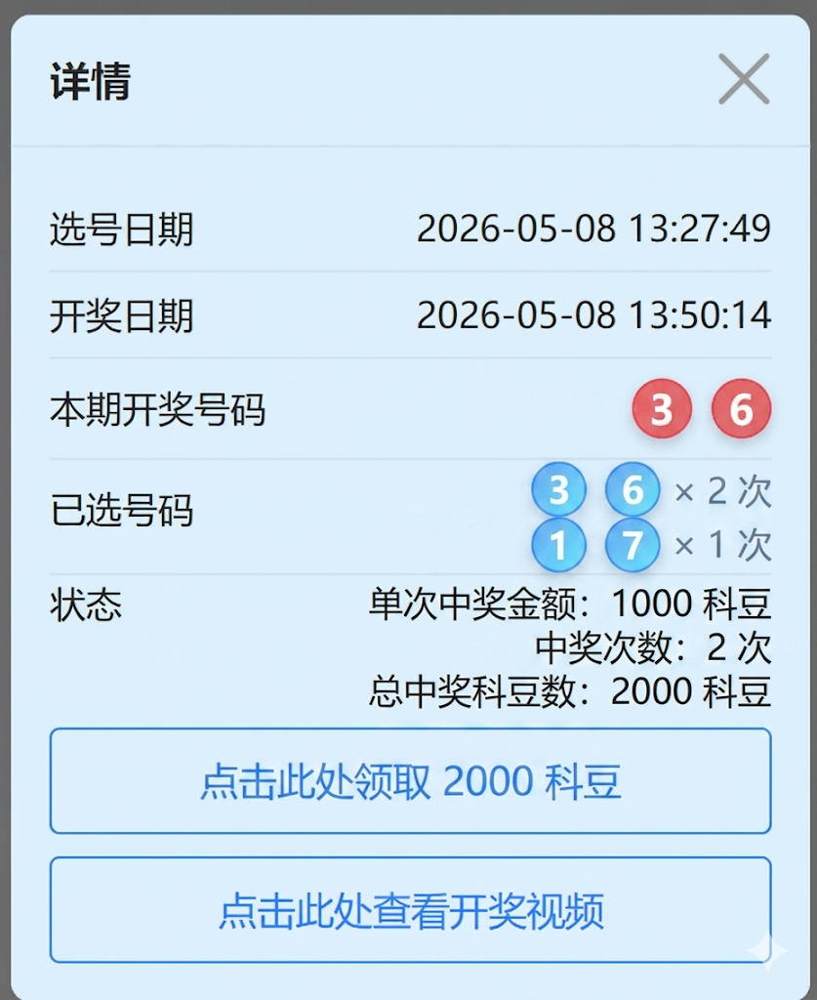 详情
选号日期 2026-05-08 13:27:49
开奖日期 2026-05-08 13:50:14
本期开奖号码 3 6
已选号码 3 6 × 2 次
1 7 × 1 次
状态 单次中奖金额：1000 科豆
中奖次数：2 次
总中奖科豆数：2000 科豆
点击此处领取 2000 科豆
点击此处查看开奖视频